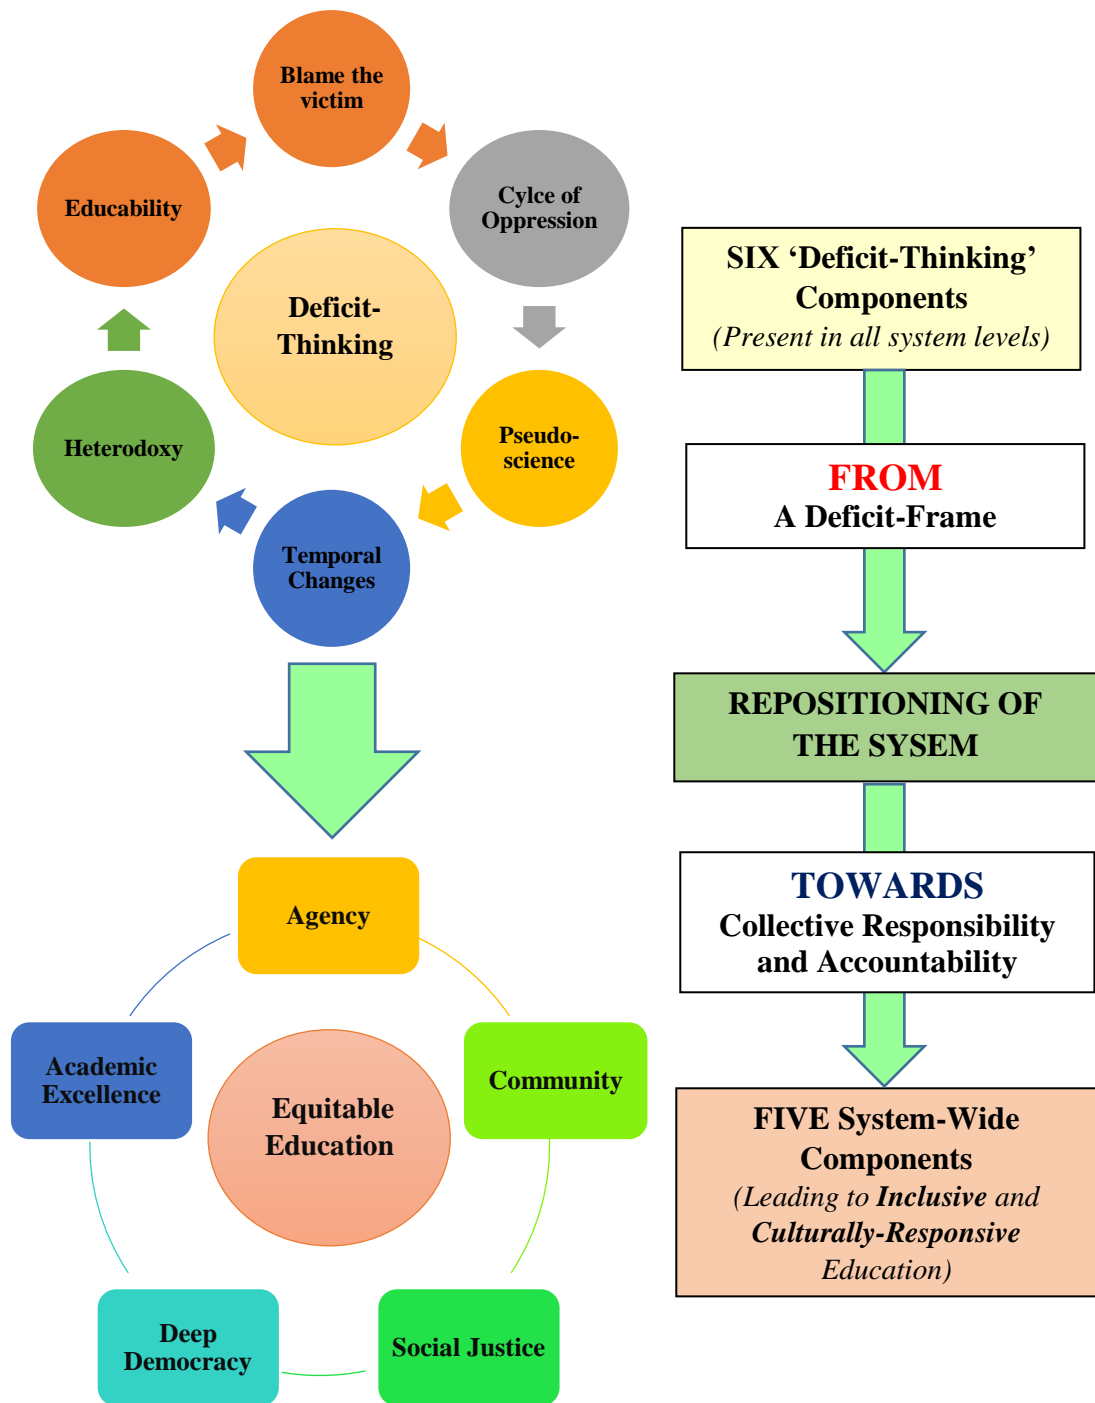 Blame the
victim
Cylce of
Oppression
Pseudo-
science
Temporal
Changes
Heterodoxy
Educability
Deficit-
Thinking
Agency
Community
Social Justice
Deep
Democracy
Academic
Excellence
Equitable
Education
SIX ‘Deficit-Thinking’
Components
(Present in all system levels)
FROM
A Deficit-Frame
REPOSITIONING OF
THE SYSEM
TOWARDS
Collective Responsibility
and Accountability
FIVE System-Wide
Components
(Leading to Inclusive and
Culturally-Responsive
Education)